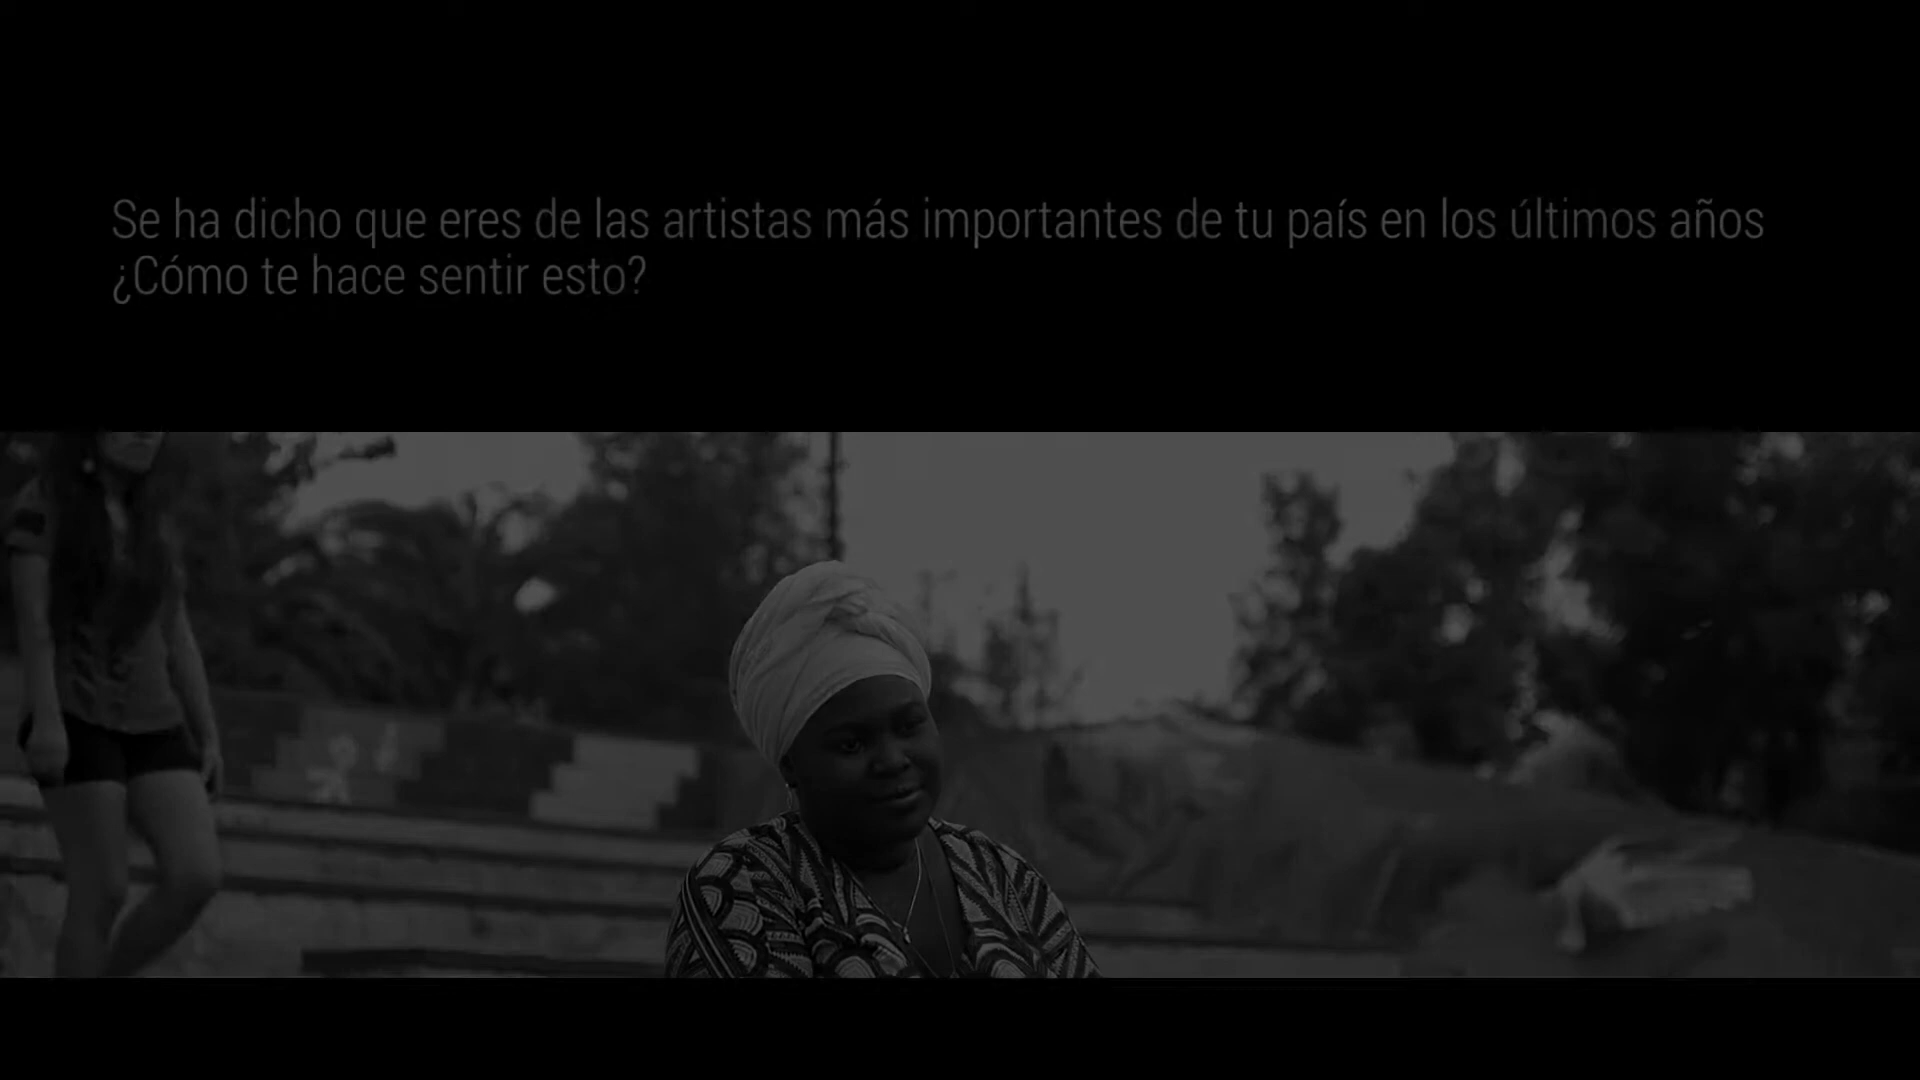 Se ha dicho que eres de las artistas más importantes de tu país en los últimos años
¿Cómo te hace sentir esto?